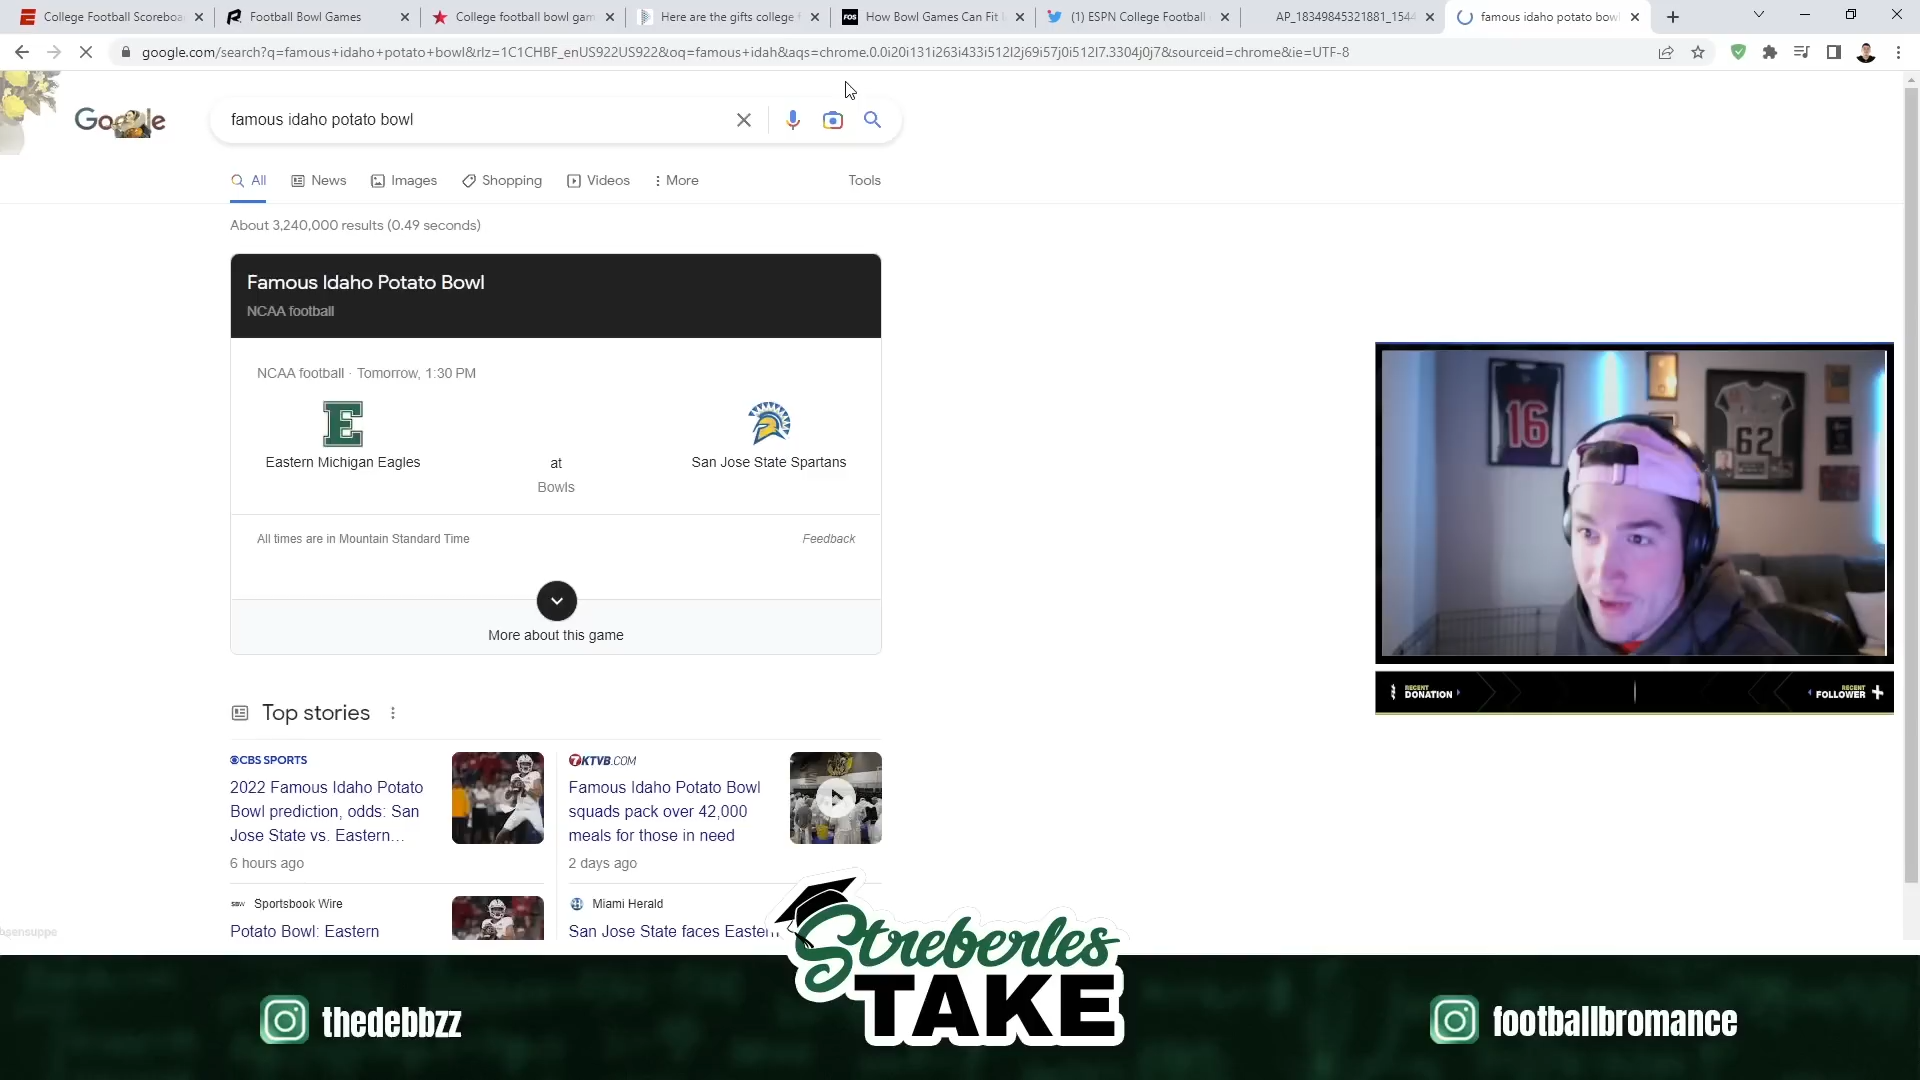 College Football Scoreboa
Football Bowl Games
College football bowl gam
Here are the gifts college f
FOS
How Bowl Games Can Fit
(1) ESPN College Football
AP_18349845321881_154
famous idaho potato bow
google.com/search?q=famous+idaho+potato+bowl&rlz=1C1CHBF_enUS922US922&oq=famous+idah&aqs=chrome.0.0i20i131i263i433i512l2j69i57j0i512l7.3304j0j7&sourceid=chrome&ie=UTF-8
famous idaho potato bowl
All
News
Images
Shopping
Videos
More
Tools
About 3,240,000 results (0.49 seconds)
Famous Idaho Potato Bowl
NCAA football
NCAA football · Tomorrow, 1:30 PM
Eastern Michigan Eagles
at
San Jose State Spartans
Bowls
All times are in Mountain Standard Time
Feedback
More about this game
16
62
RECENT
DONATION
RECENT
FOLLOWER
Top stories
CBS SPORTS
2022 Famous Idaho Potato
Bowl prediction, odds: San
Jose State vs. Eastern...
6 hours ago
7KTVB.COM
Famous Idaho Potato Bowl
squads pack over 42,000
meals for those in need
2 days ago
SBW Sportsbook Wire
Potato Bowl: Eastern
Miami Herald
San Jose State faces Eastern
Streberles
TAKE
thedebbzz
footballbromance